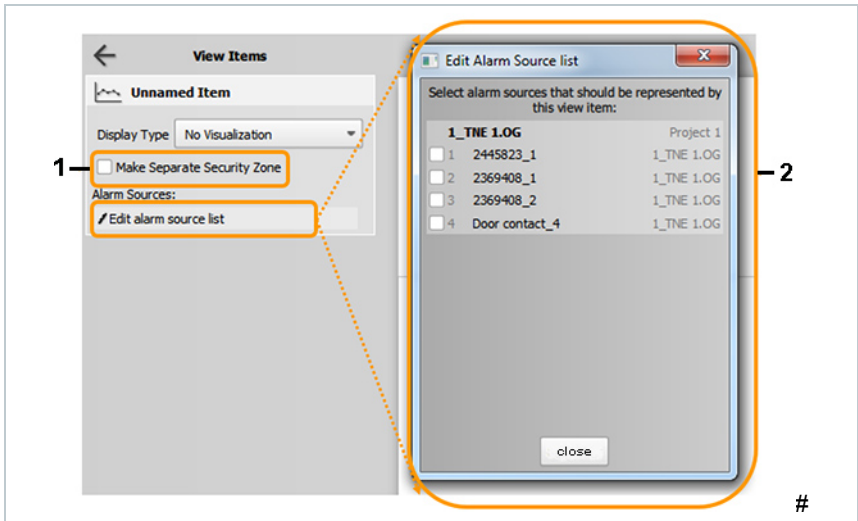 View Items
Unnamed Item
Display Type No Visualization
1
Make Separate Security Zone
Alarm Sources:
Edit alarm source list
Edit Alarm Source list
Select alarm sources that should be represented by
this view item:
1_TNE 1.OG Project 1
1 2445823_1 1_TNE 1.OG
2 2369408_1 1_TNE 1.OG
3 2369408_2 1_TNE 1.OG
4 Door contact_4 1_TNE 1.OG
2
close
#